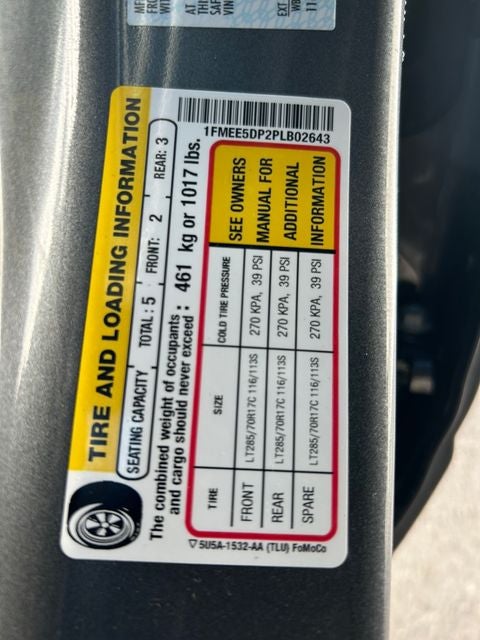 TIRE AND LOADING INFORMATION
SEATING CAPACITY TOTAL : 5 FRONT: 2 REAR: 3
The combined weight of occupants
and cargo should never exceed : 461 kg or 1017 lbs.
1FMEE5DP2PLB02643
TIRE SIZE COLD TIRE PRESSURE
FRONT LT285/70R17C 116/113S 270 KPA, 39 PSI
REAR LT285/70R17C 116/113S 270 KPA, 39 PSI
SPARE LT285/70R17C 116/113S 270 KPA, 39 PSI
SEE OWNERS
MANUAL FOR
ADDITIONAL
INFORMATION
▽ 5U5A-1532-AA (TLU) FoMoCo